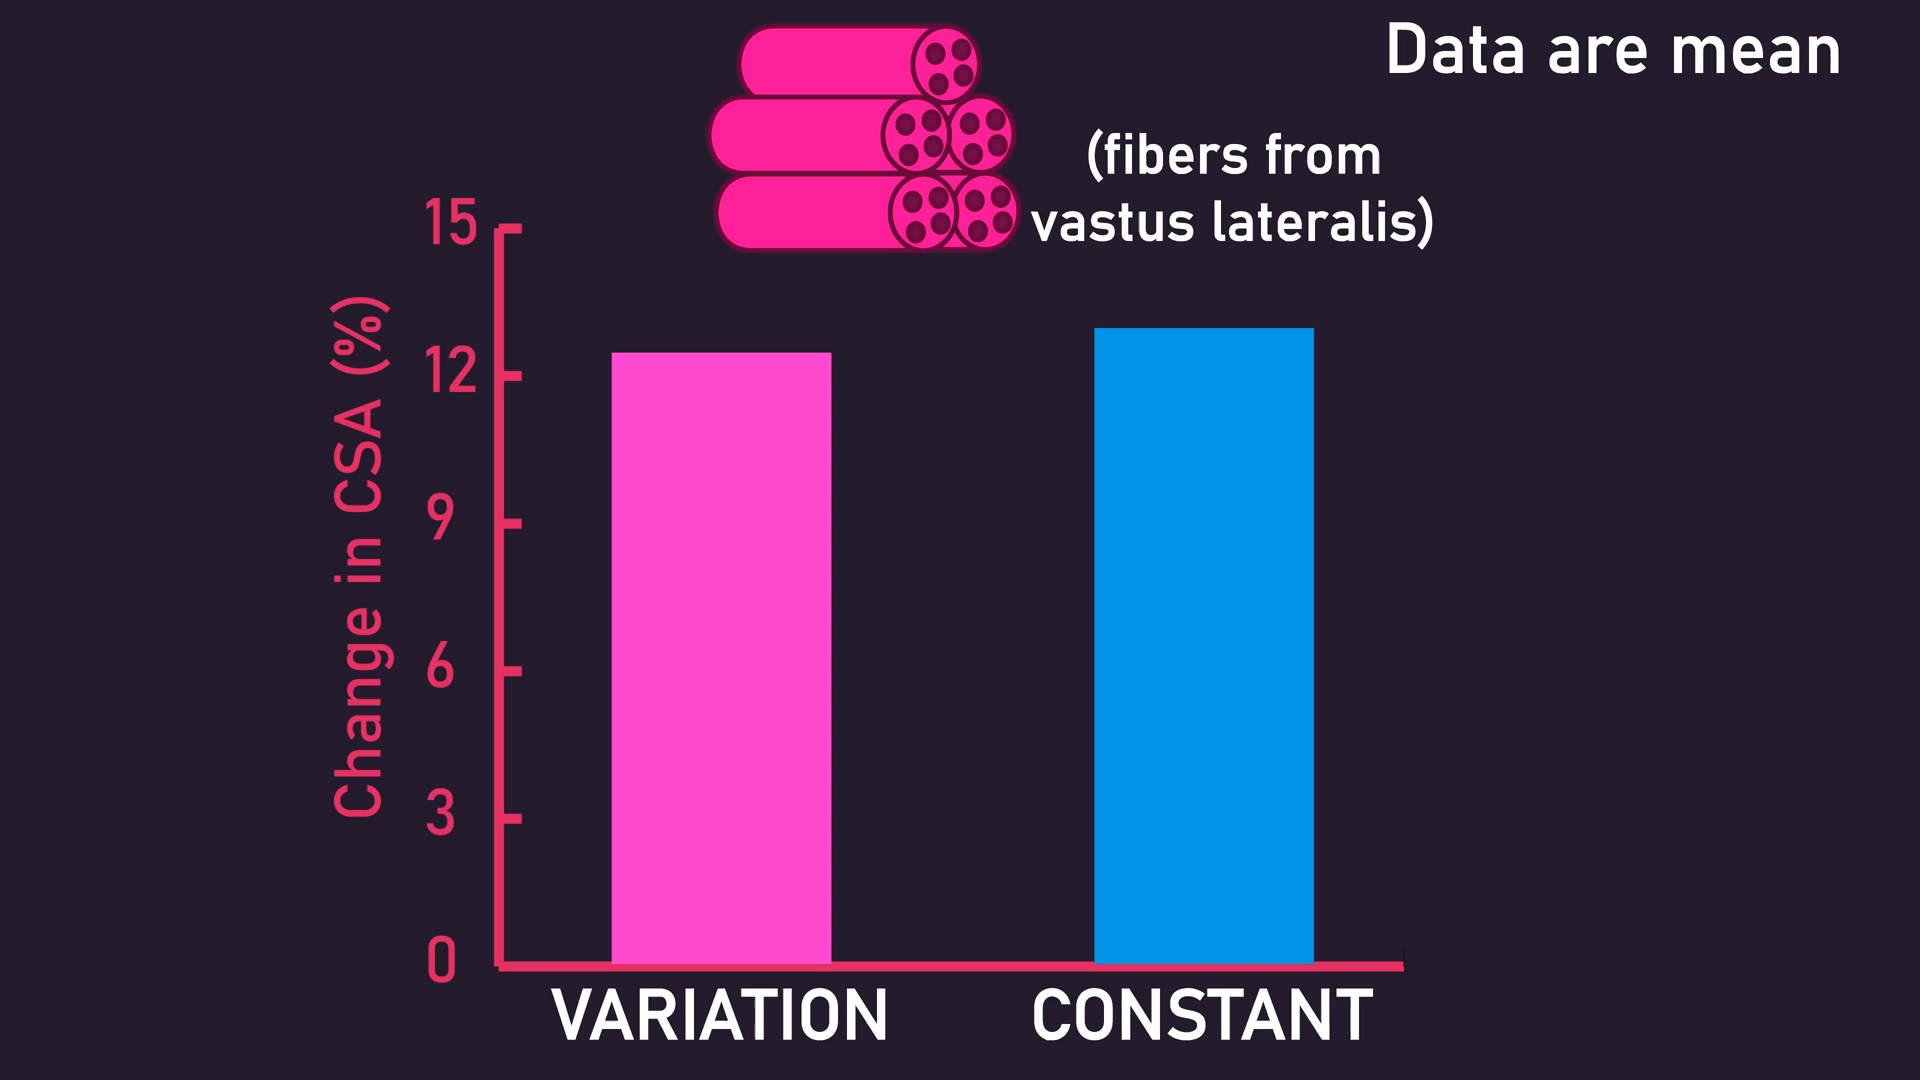 Data are mean
(fibers from
vastus lateralis)
Change in CSA (%)
15
12
9
6
3
0
VARIATION
CONSTANT